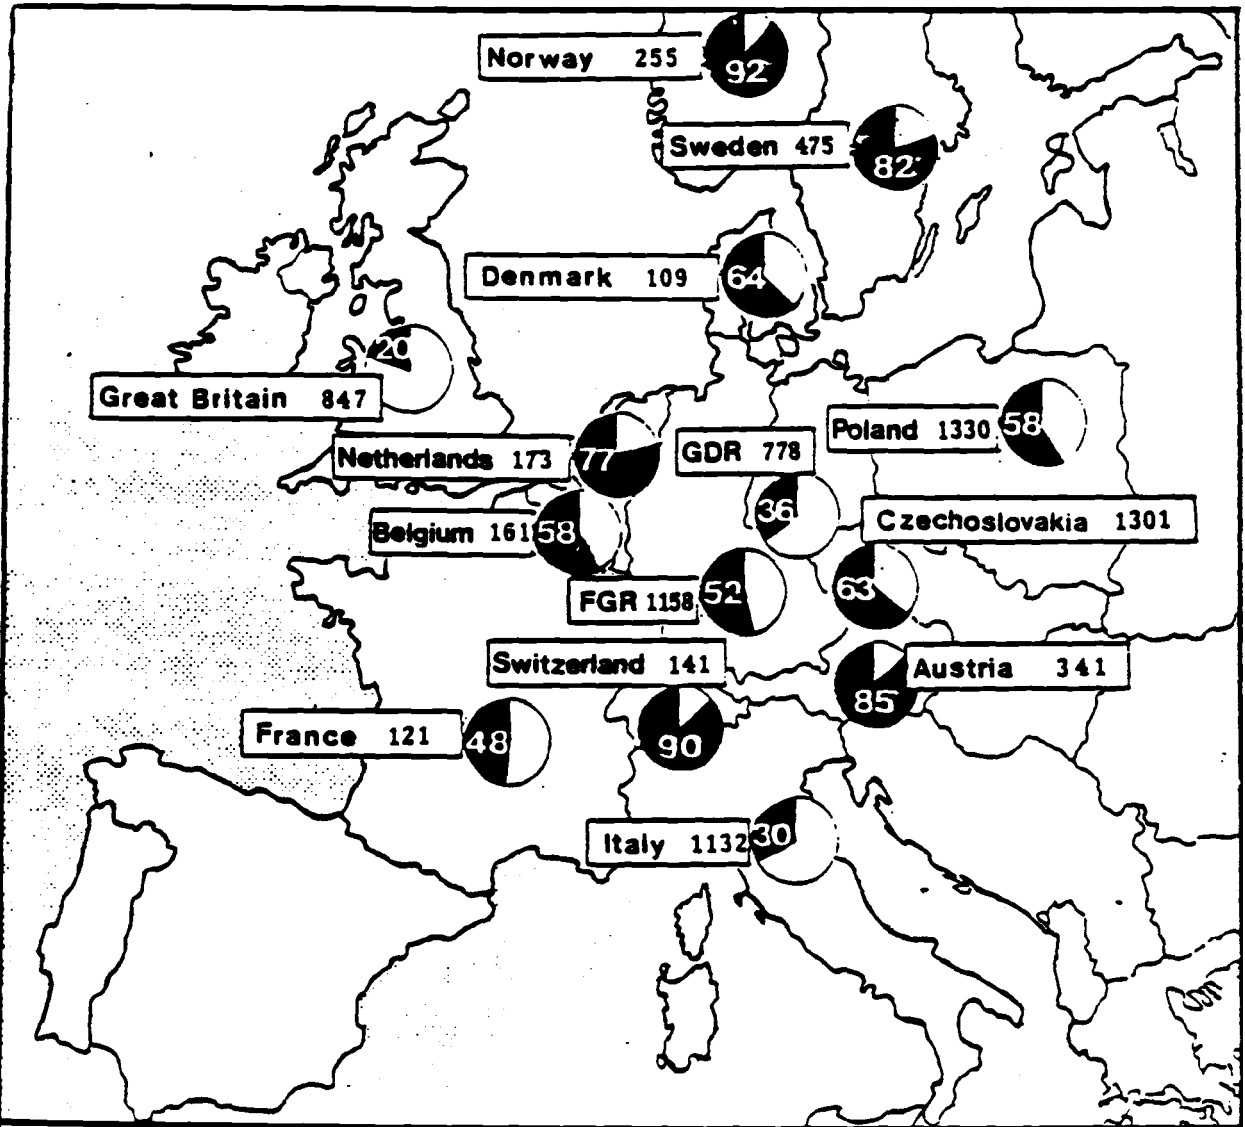 Norway 255
92
Sweden 475
82
Denmark 109
64
20
Great Britain 847
Netherlands 173
77
GDR 778
Poland 1330
58
36
Belgium 161
58
Czechoslovakia 1301
FGR 1158
52
63
Switzerland 141
90
Austria 341
85
France 121
48
Italy 1132
30